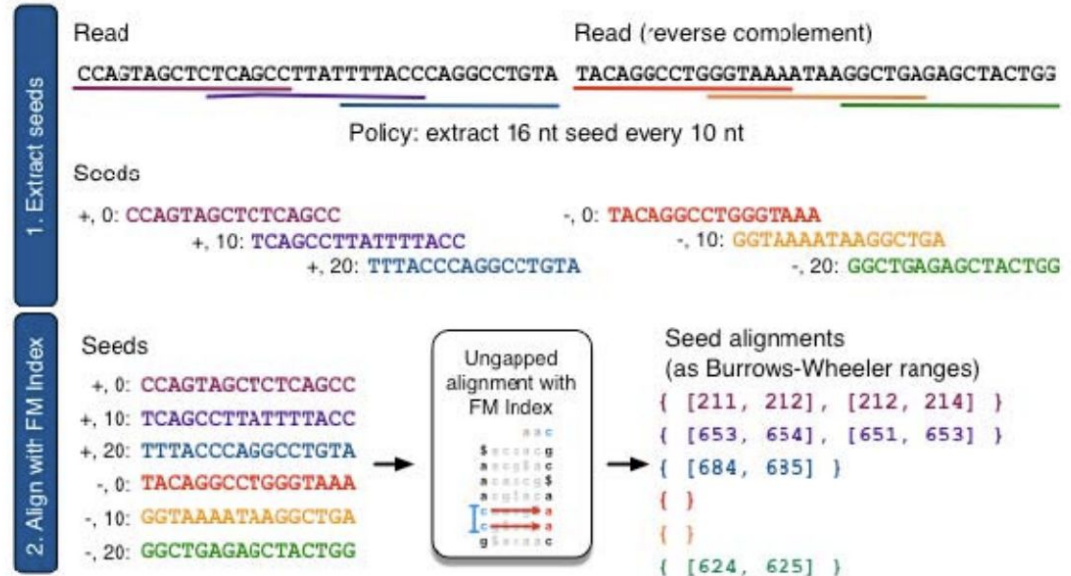 1. Extract seeds
Read
Read (reverse complement)
CCAGTAGCTCTCAGCCTTATTTTACCCAGGCCTGTA TACAGGCCTGGGTAAAATAAGGCTGAGAGCTACTGG
Policy: extract 16 nt seed every 10 nt
Seeds
+, 0: CCAGTAGCTCTCAGCC
-, 0: TACAGGCCTGGGTAAA
+, 10: TCAGCCTTATTTTACC
-, 10: GGTAAAATAAGGCTGA
+, 20: TTTACCCAGGCCTGTA
-, 20: GGCTGAGAGCTACTGG
2. Align with FM Index
Seeds
+, 0: CCAGTAGCTCTCAGCC
+, 10: TCAGCCTTATTTTACC
+, 20: TTTACCCAGGCCTGTA
-, 0: TACAGGCCTGGGTAAA
-, 10: GGTAAAATAAGGCTGA
-, 20: GGCTGAGAGCTACTGG
Ungapped
alignment with
FM Index
aac
Seed alignments
(as Burrows-Wheeler ranges)
{ [211, 212], [212, 214] }
{ [653, 654], [651, 653] }
{ [684, 685] }
{ }
{ }
{ [624, 625] }